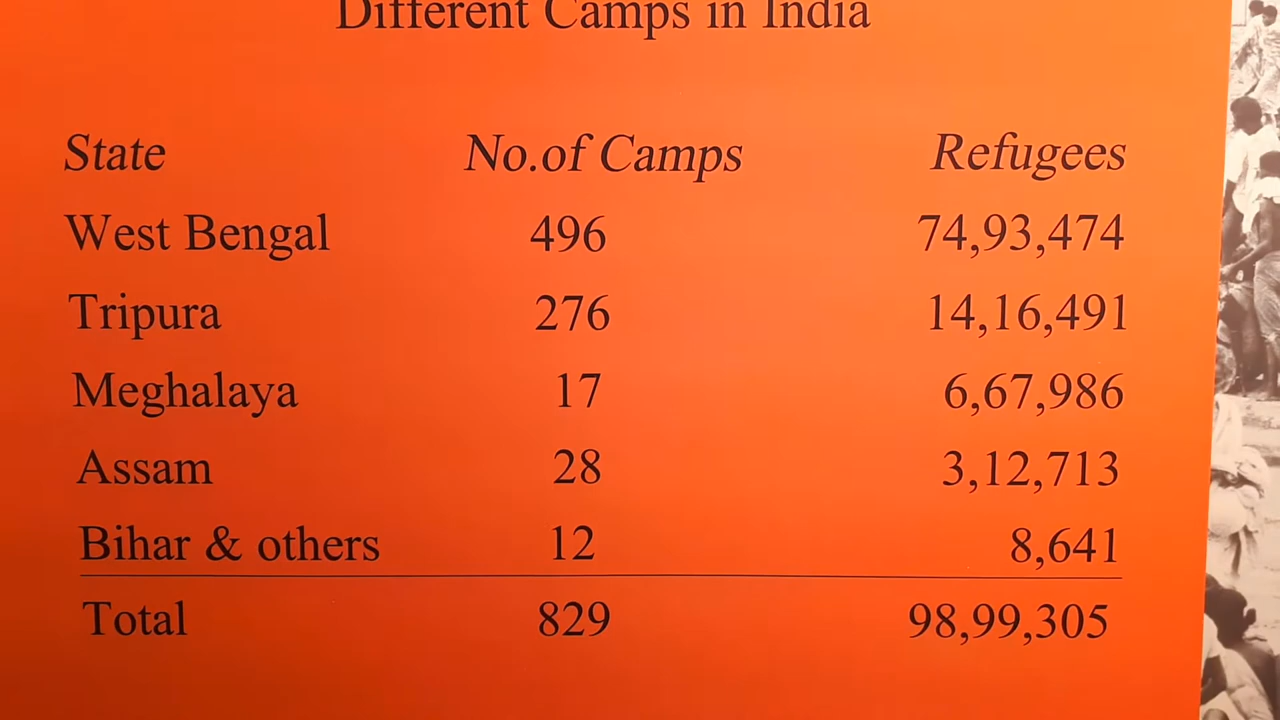 Different Camps in India
State No.of Camps Refugees
West Bengal 496 74,93,474
Tripura 276 14,16,491
Meghalaya 17 6,67,986
Assam 28 3,12,713
Bihar & others 12 8,641
Total 829 98,99,305